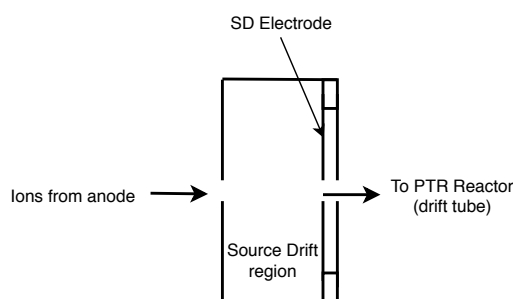 SD Electrode
Ions from anode
To PTR Reactor
(drift tube)
Source Drift
region